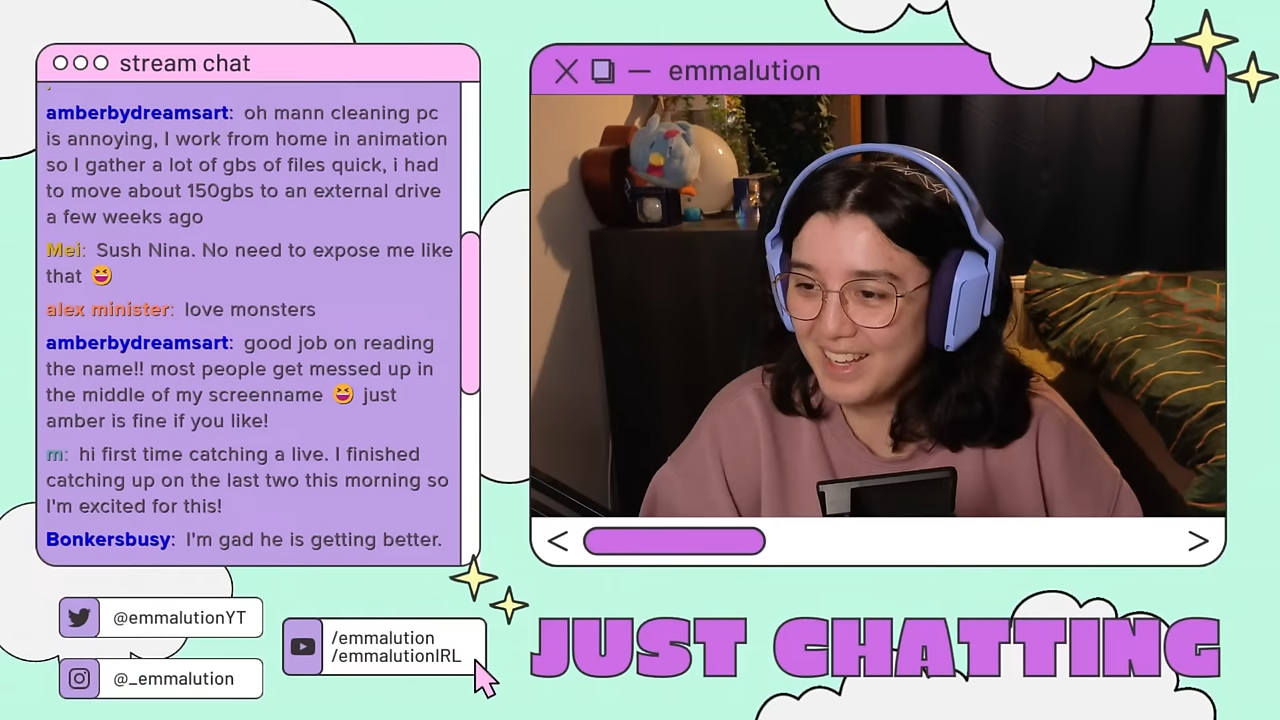 stream chat
amberbydreamsart: oh mann cleaning pc
is annoying, I work from home in animation
so I gather a lot of gbs of files quick, i had
to move about 150gbs to an external drive
a few weeks ago
Mei: Sush Nina. No need to expose me like
that 😆
alex minister: love monsters
amberbydreamsart: good job on reading
the name!! most people get messed up in
the middle of my screenname 😆 just
amber is fine if you like!
m: hi first time catching a live. I finished
catching up on the last two this morning so
I'm excited for this!
Bonkersbusy: I'm gad he is getting better.
emmalution
@emmalutionYT
@_emmalution
/emmalution
/emmalutionIRL
JUST CHATTING